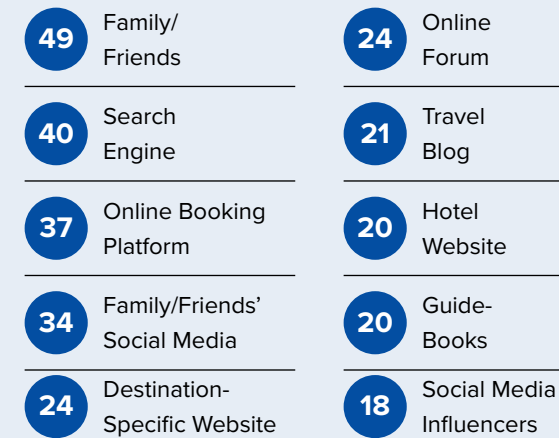 49
Family/
Friends
40
Search
Engine
37
Online Booking
Platform
34
Family/Friends’
Social Media
24
Destination-
Specific Website
24
Online
Forum
21
Travel
Blog
20
Hotel
Website
20
Guide-
Books
18
Social Media
Influencers